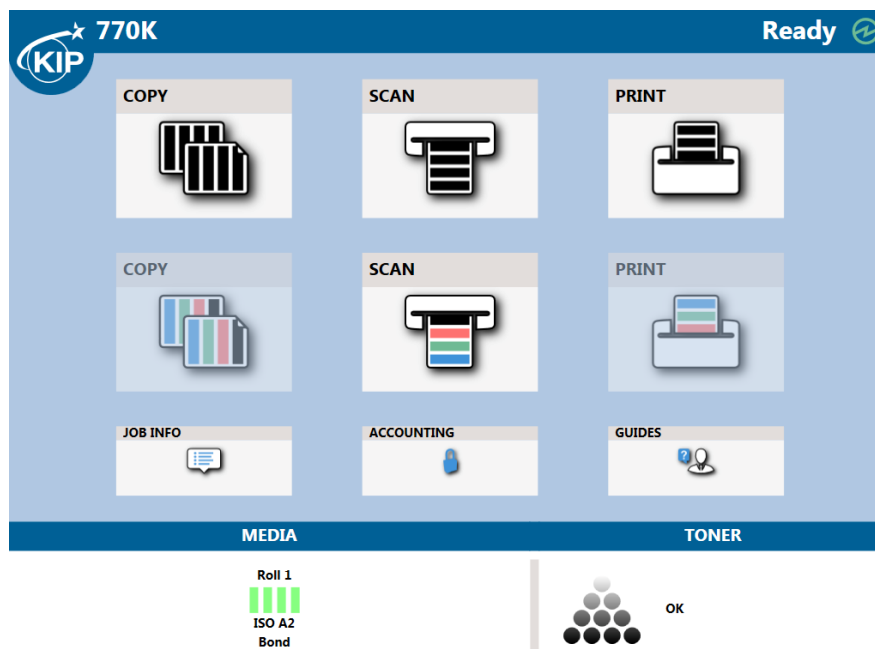 KIP
770K
Ready
COPY SCAN PRINT
COPY SCAN PRINT
JOB INFO ACCOUNTING GUIDES
?
MEDIA TONER
Roll 1
ISO A2
Bond
OK